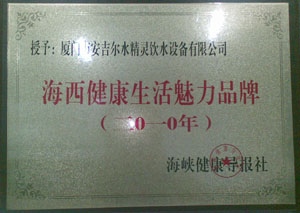 授予：厦门市安吉尔水精灵饮水设备有限公司
海西健康生活魅力品牌
（二0一0年）
海峡健康导报社